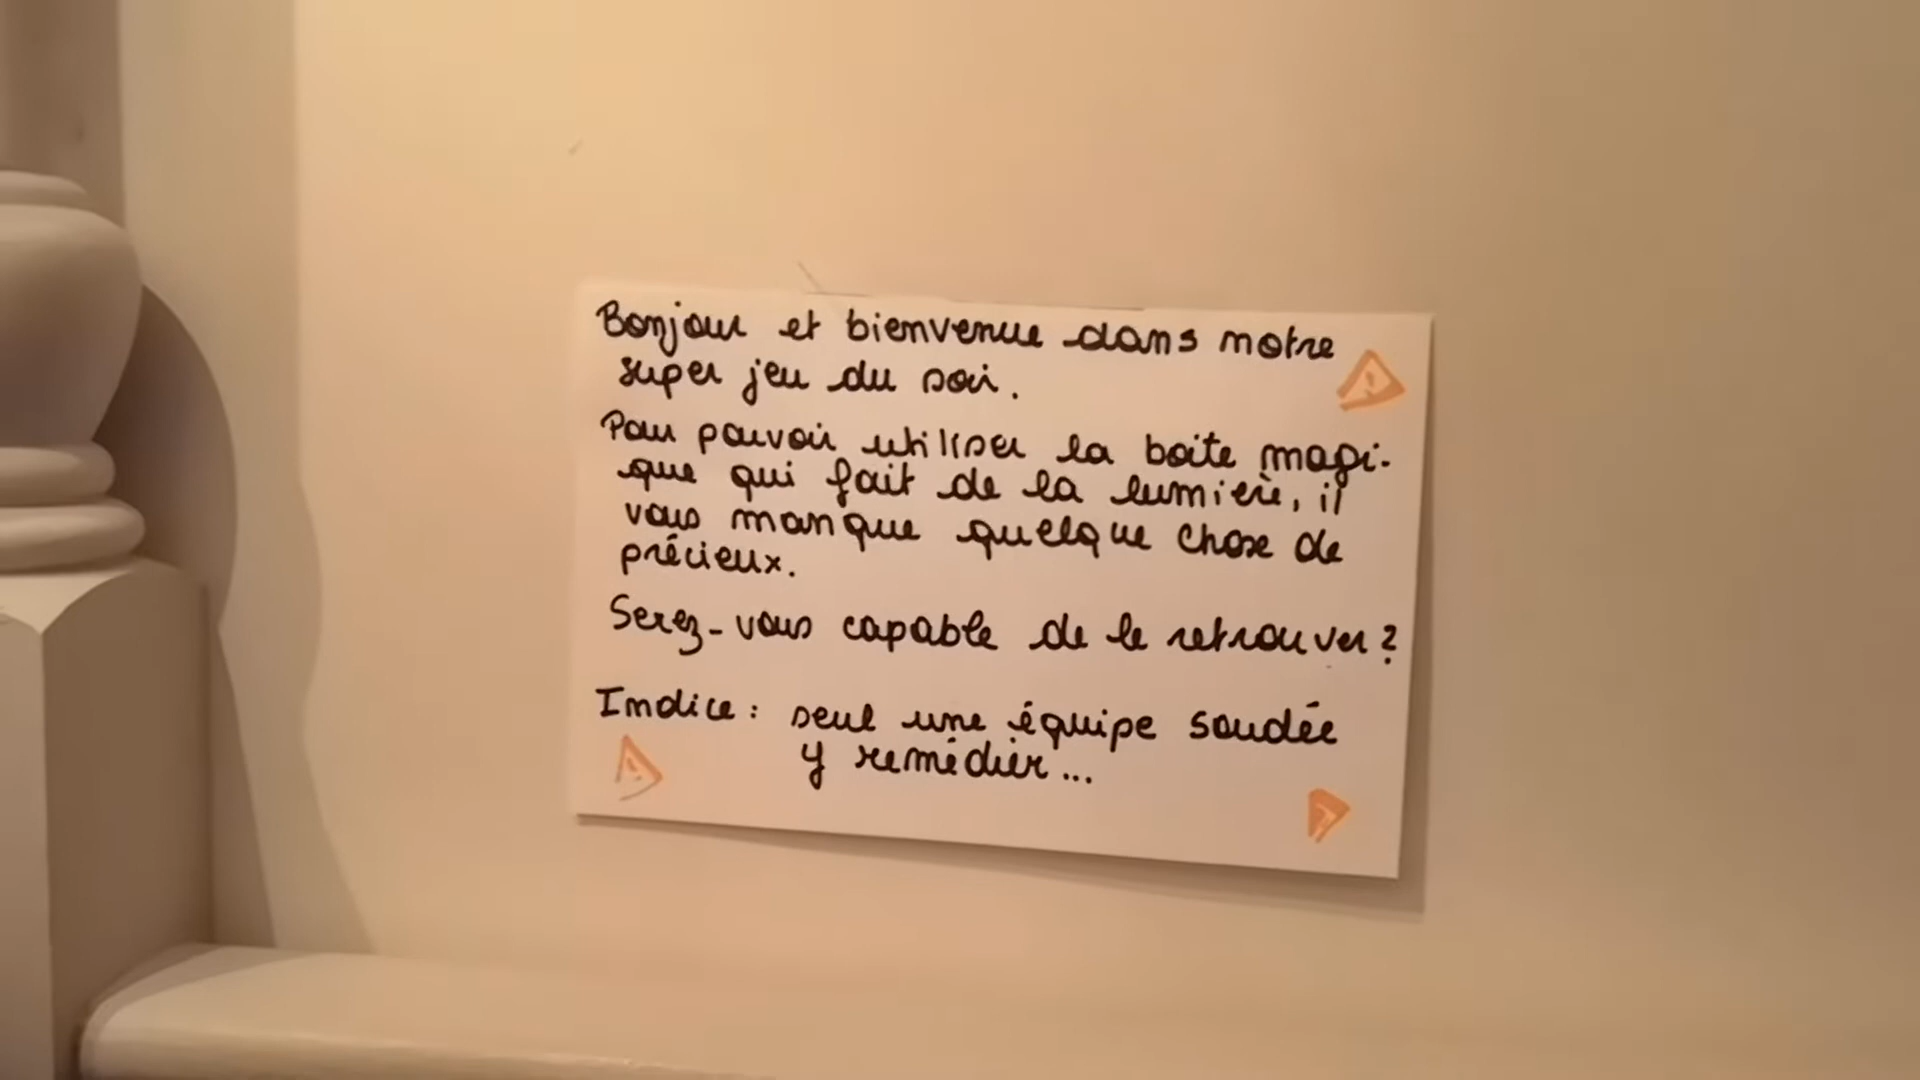 Bonjour et bienvenue dans notre
super jeu du soir.
Pour pouvoir utiliser la boite magi-
que qui fait de la lumière, il
vous manque quelque chose de
précieux.
Serez-vous capable de le retrouver ?
Indice : seul une équipe soudée
y remédier...